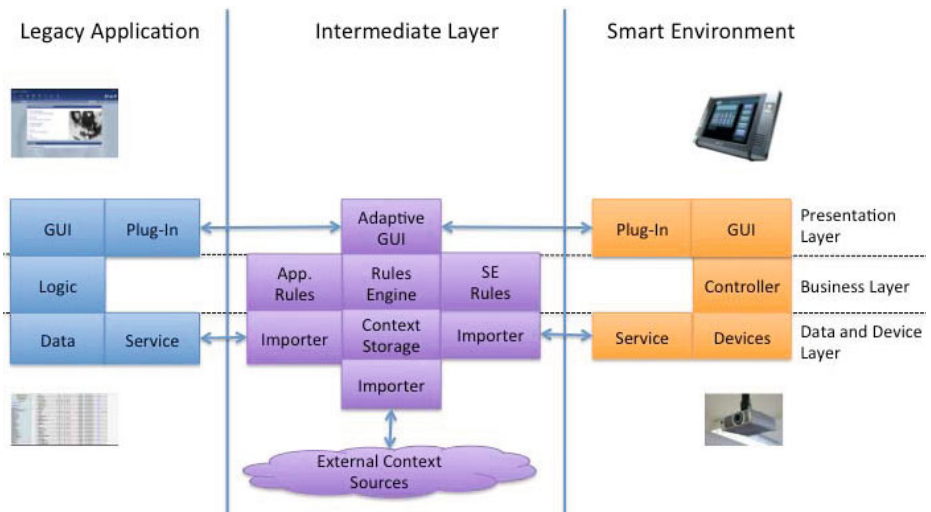 Legacy Application
Intermediate Layer
Smart Environment
GUI
Plug-In
Adaptive
GUI
Plug-In
GUI
Presentation
Layer
Logic
App.
Rules
Rules
Engine
SE
Rules
Controller
Business Layer
Data
Service
Importer
Context
Storage
Importer
Service
Devices
Data and Device
Layer
Importer
External Context
Sources